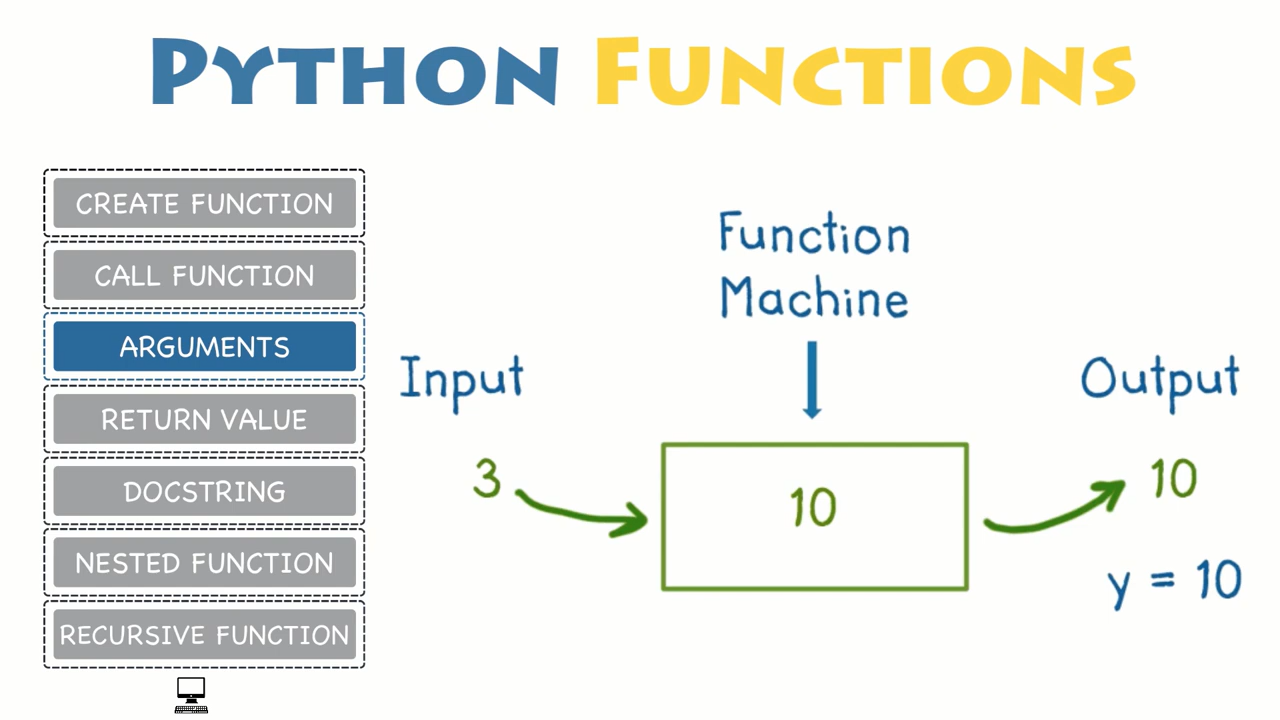 PYTHON FUNCTIONS
CREATE FUNCTION
CALL FUNCTION
ARGUMENTS
RETURN VALUE
DOCSTRING
NESTED FUNCTION
RECURSIVE FUNCTION
Function
Machine
Input
Output
3
10
10
y = 10